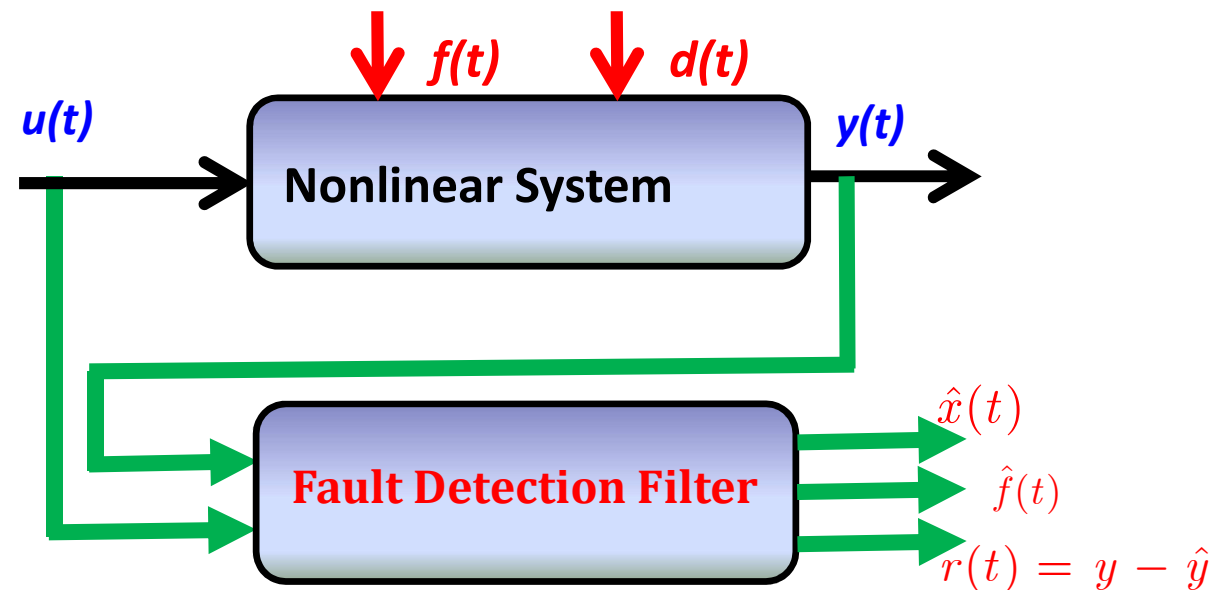 f(t)
d(t)
u(t)
y(t)
Nonlinear System
x̂(t)
Fault Detection Filter
f̂(t)
r(t) = y − ŷ